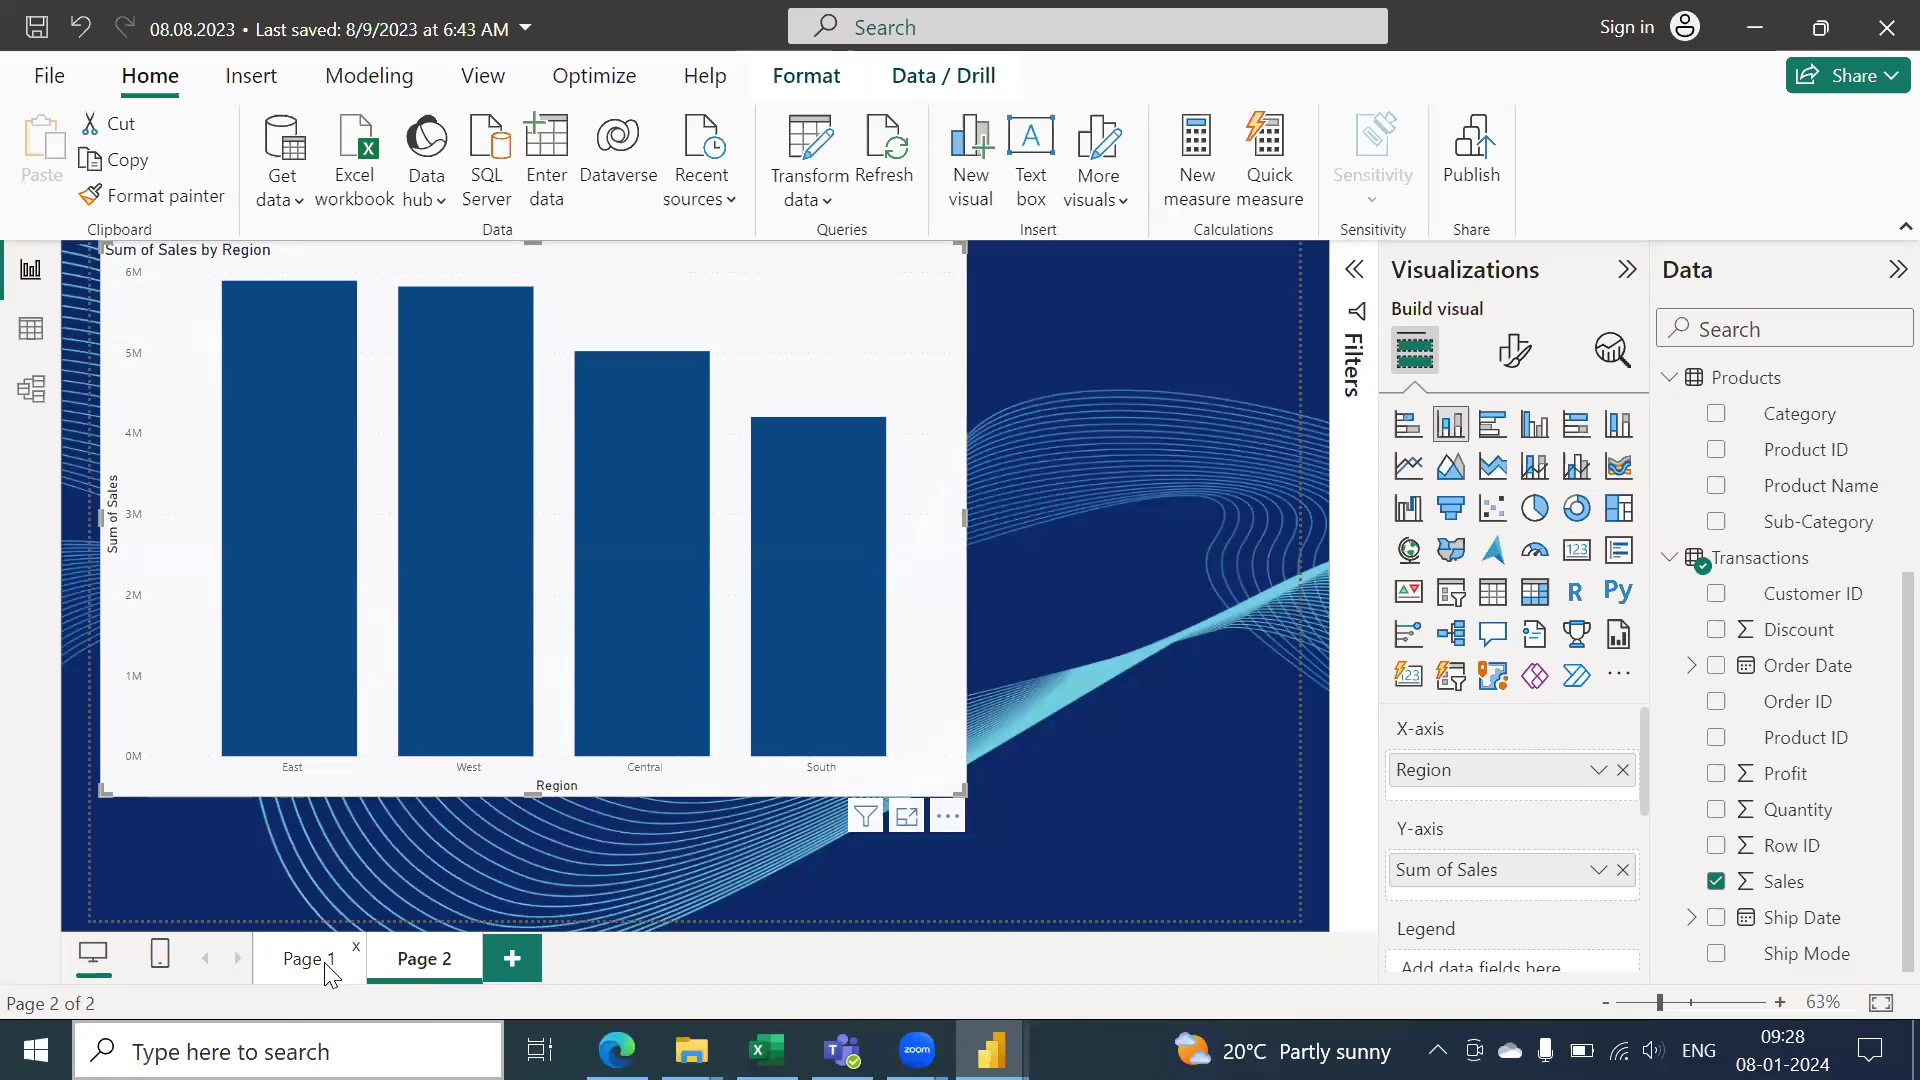 08.08.2023 • Last saved: 8/9/2023 at 6:43 AM
Search
Sign in
File
Home
Insert
Modeling
View
Optimize
Help
Format
Data / Drill
Share
Paste
Cut
Copy
Format painter
Clipboard
Get data
Excel workbook
Data hub
SQL Server
Enter data
Dataverse
Recent sources
Data
Transform data
Refresh
Queries
New visual
Text box
More visuals
Insert
New measure
Quick measure
Calculations
Sensitivity
Sensitivity
Publish
Share
Sum of Sales by Region
6M
5M
4M
3M
2M
1M
0M
Sum of Sales
East
West
Central
South
Region
Filters
Visualizations
Build visual
123
R
Py
123
X-axis
Region
Y-axis
Sum of Sales
Legend
Add data fields here
Data
Search
Products
Category
Product ID
Product Name
Sub-Category
Transactions
Customer ID
Discount
Order Date
Order ID
Product ID
Profit
Quantity
Row ID
Sales
Ship Date
Ship Mode
Page 1
x
Page 2
+
Page 2 of 2
- + 63%
Type here to search
zoom
20°C Partly sunny
ENG
09:28
08-01-2024